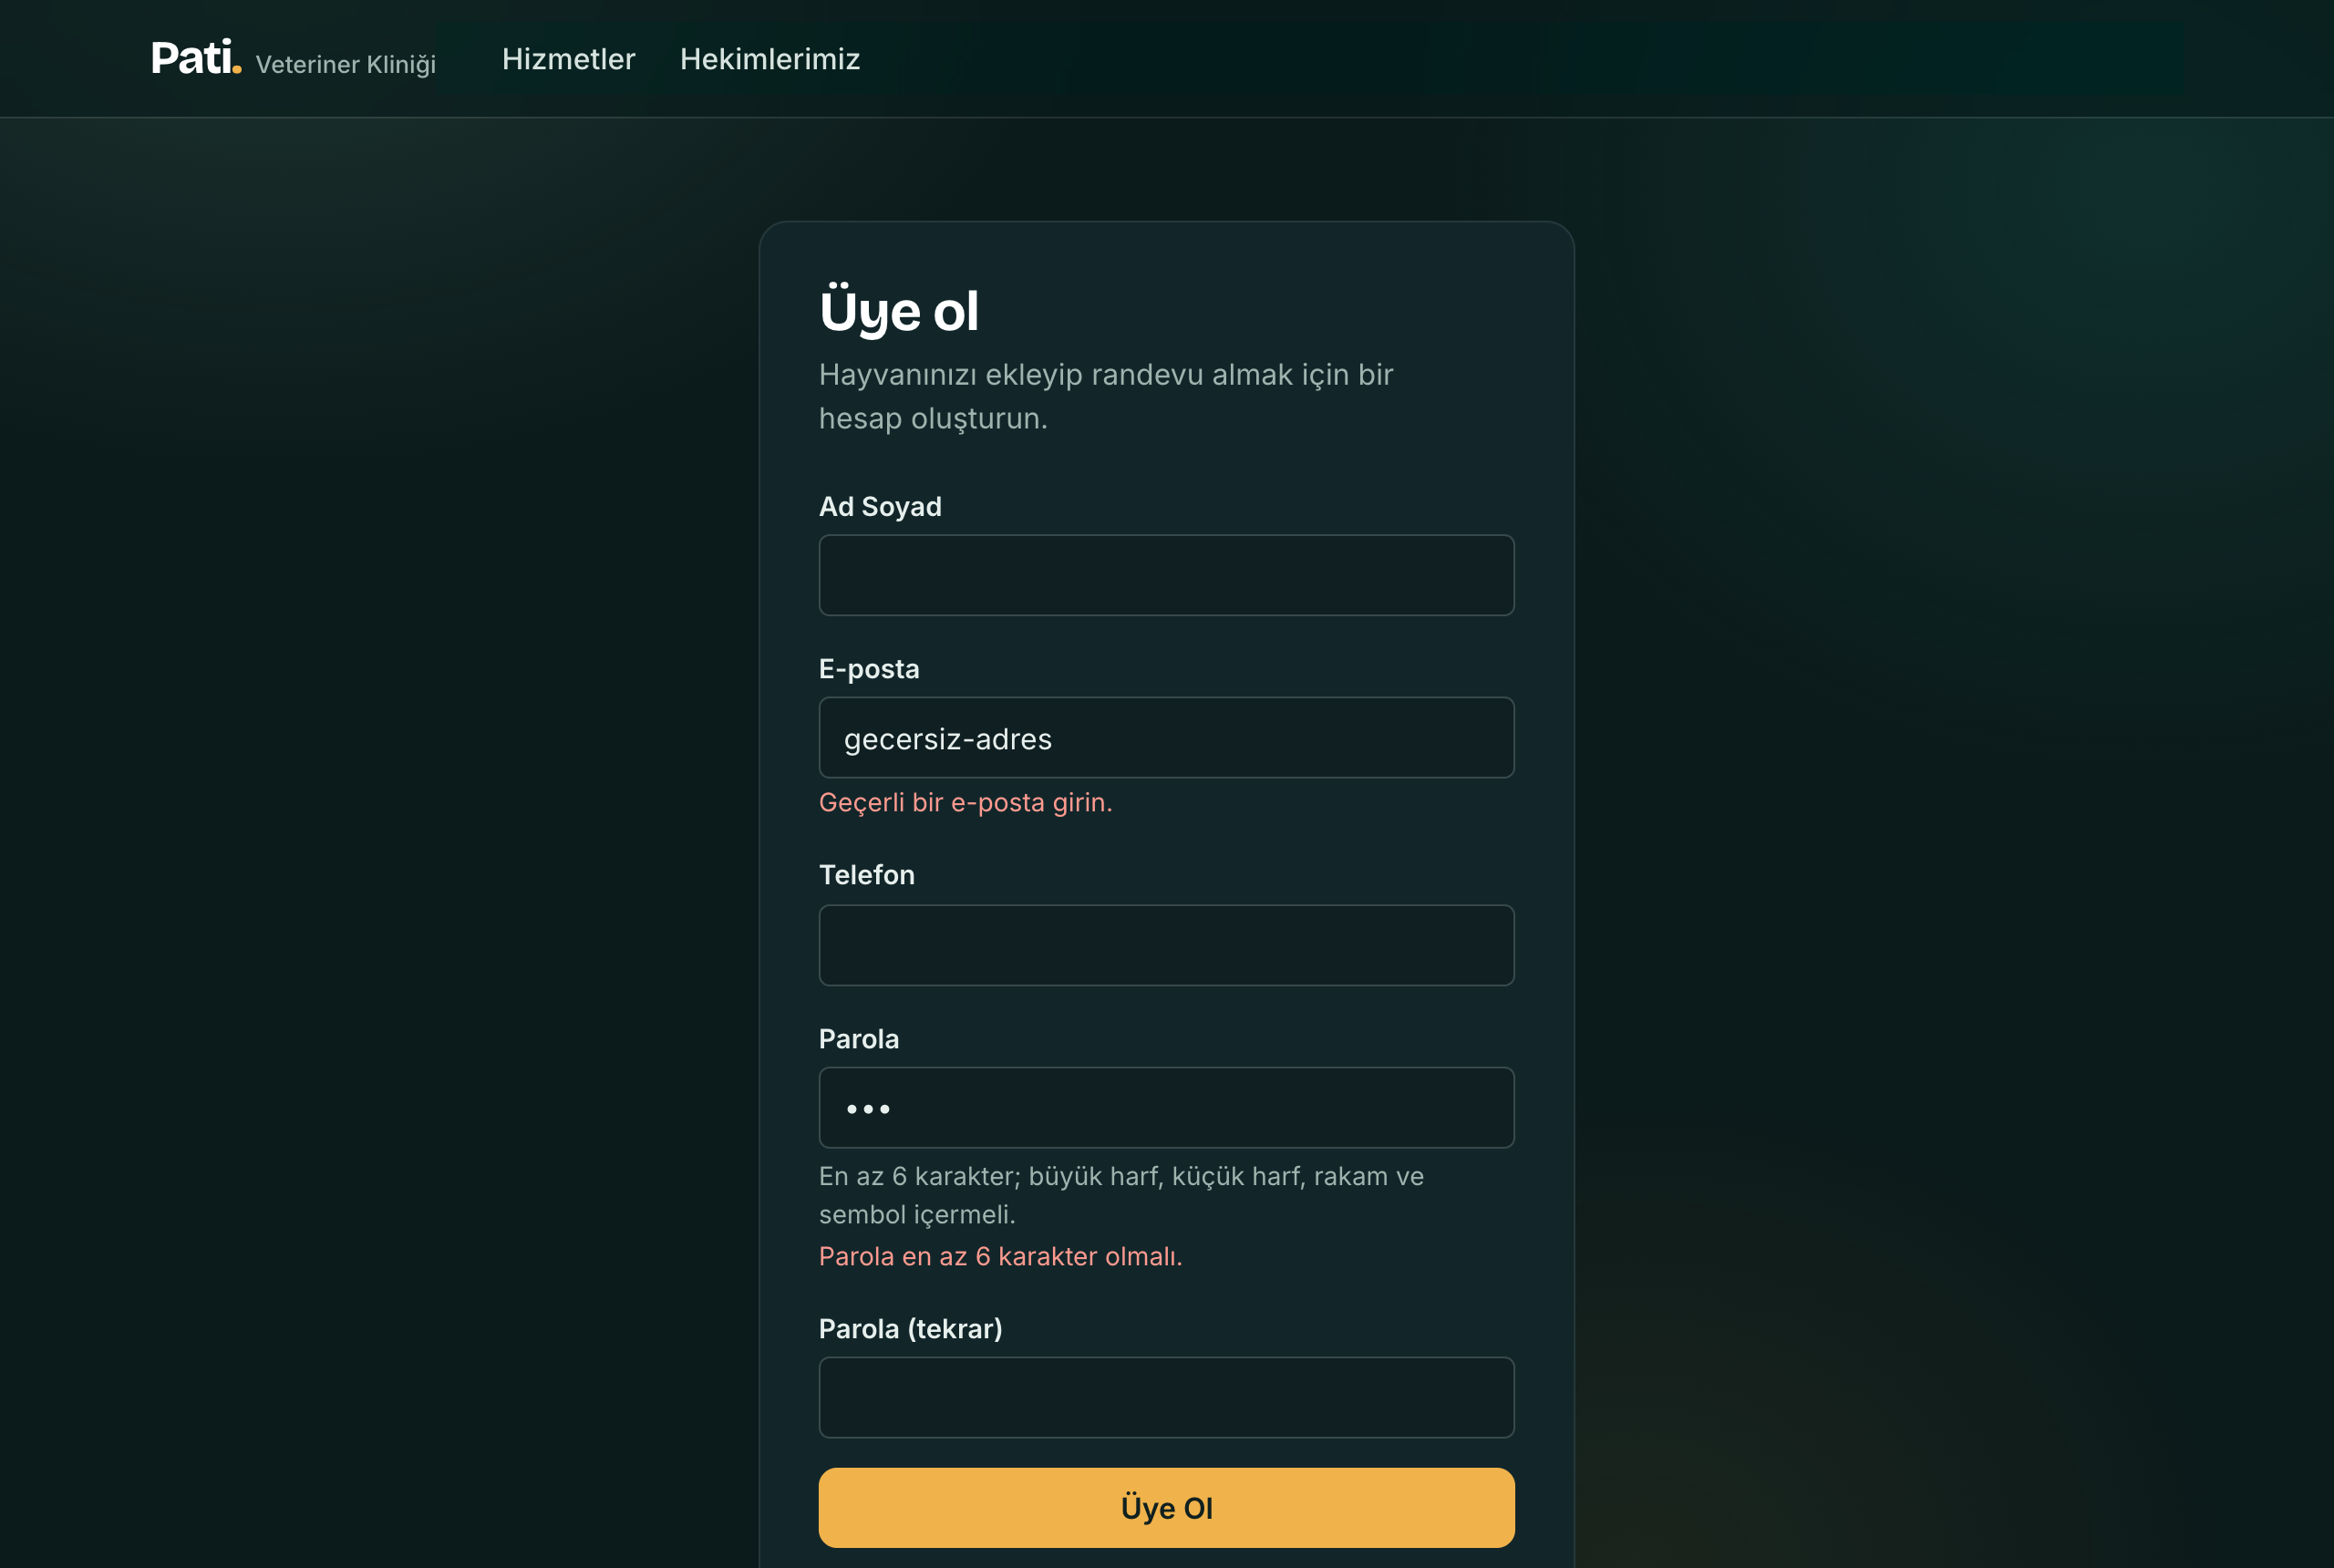 Pati. Veteriner Kliniği Hizmetler Hekimlerimiz
Üye ol
Hayvanınızı ekleyip randevu almak için bir
hesap oluşturun.
Ad Soyad
E-posta
gecersiz-adres
Geçerli bir e-posta girin.
Telefon
Parola
•••
En az 6 karakter; büyük harf, küçük harf, rakam ve
sembol içermeli.
Parola en az 6 karakter olmalı.
Parola (tekrar)
Üye Ol